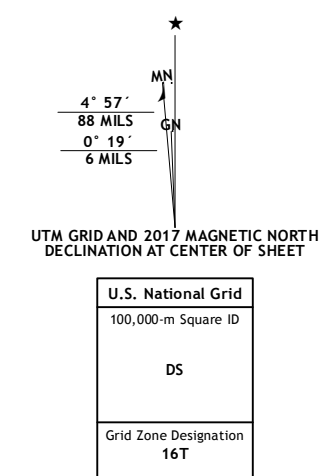 MN
4° 57´
88 MILS
GN
0° 19´
6 MILS
UTM GRID AND 2017 MAGNETIC NORTH
DECLINATION AT CENTER OF SHEET
U.S. National Grid
100,000-m Square ID
DS
Grid Zone Designation
16T